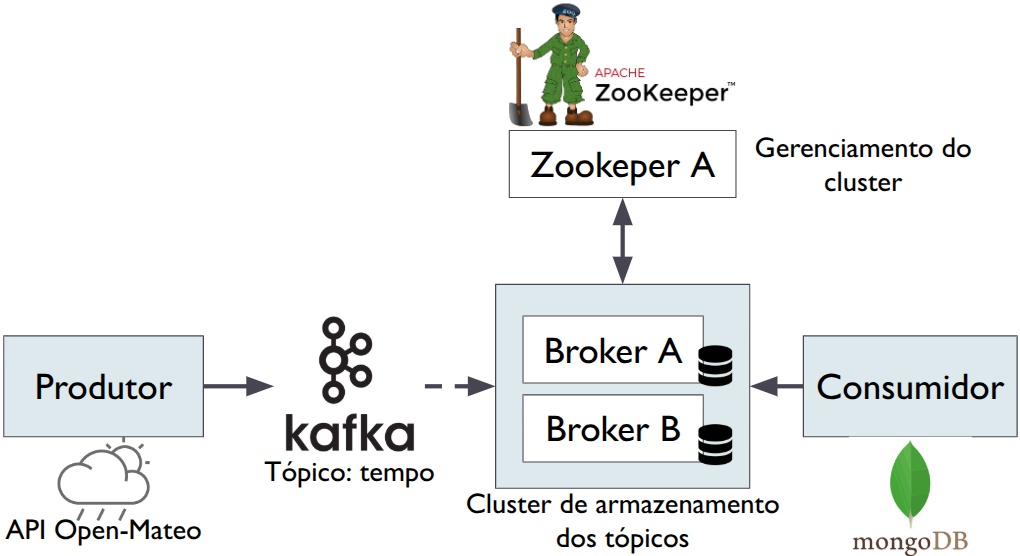 APACHE
ZooKeeper™
Zookeper A
Gerenciamento do
cluster
Broker A
Broker B
Produtor
kafka
Tópico: tempo
API Open-Mateo
Cluster de armazenamento
dos tópicos
Consumidor
mongoDB